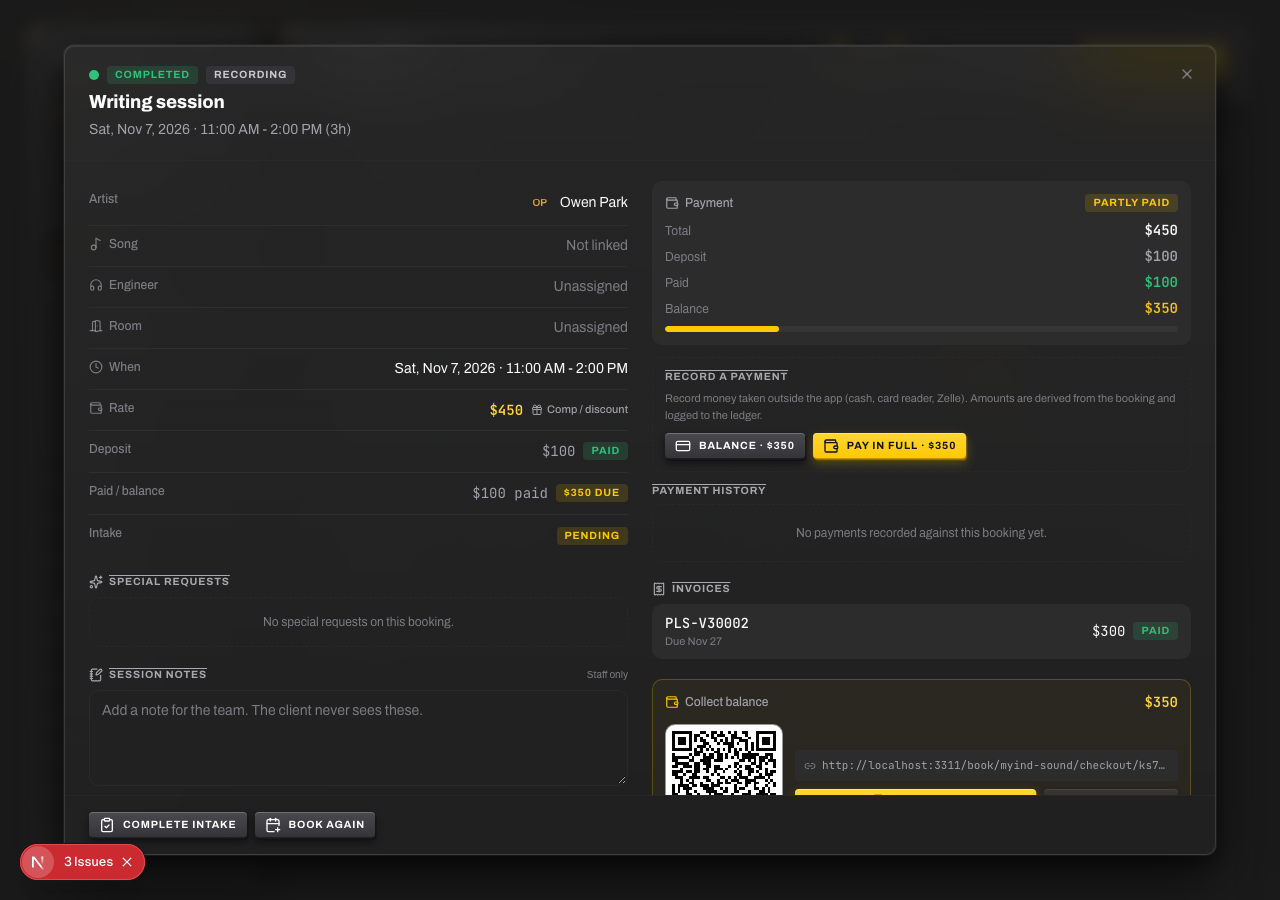 COMPLETED RECORDING
Writing session
Sat, Nov 7, 2026 · 11:00 AM - 2:00 PM (3h)
Artist OP Owen Park
Song Not linked
Engineer Unassigned
Room Unassigned
When Sat, Nov 7, 2026 · 11:00 AM - 2:00 PM
Rate $450 Comp / discount
Deposit $100 PAID
Paid / balance $100 paid $350 DUE
Intake PENDING
SPECIAL REQUESTS
No special requests on this booking.
SESSION NOTES Staff only
Add a note for the team. The client never sees these.
Payment PARTLY PAID
Total $450
Deposit $100
Paid $100
Balance $350
RECORD A PAYMENT
Record money taken outside the app (cash, card reader, Zelle). Amounts are derived from the booking and
logged to the ledger.
BALANCE · $350 PAY IN FULL · $350
PAYMENT HISTORY
No payments recorded against this booking yet.
INVOICES
PLS-V30002
Due Nov 27
$300 PAID
Collect balance $350
http://localhost:3311/book/myind-sound/checkout/ks7…
COMPLETE INTAKE BOOK AGAIN
N 3 Issues